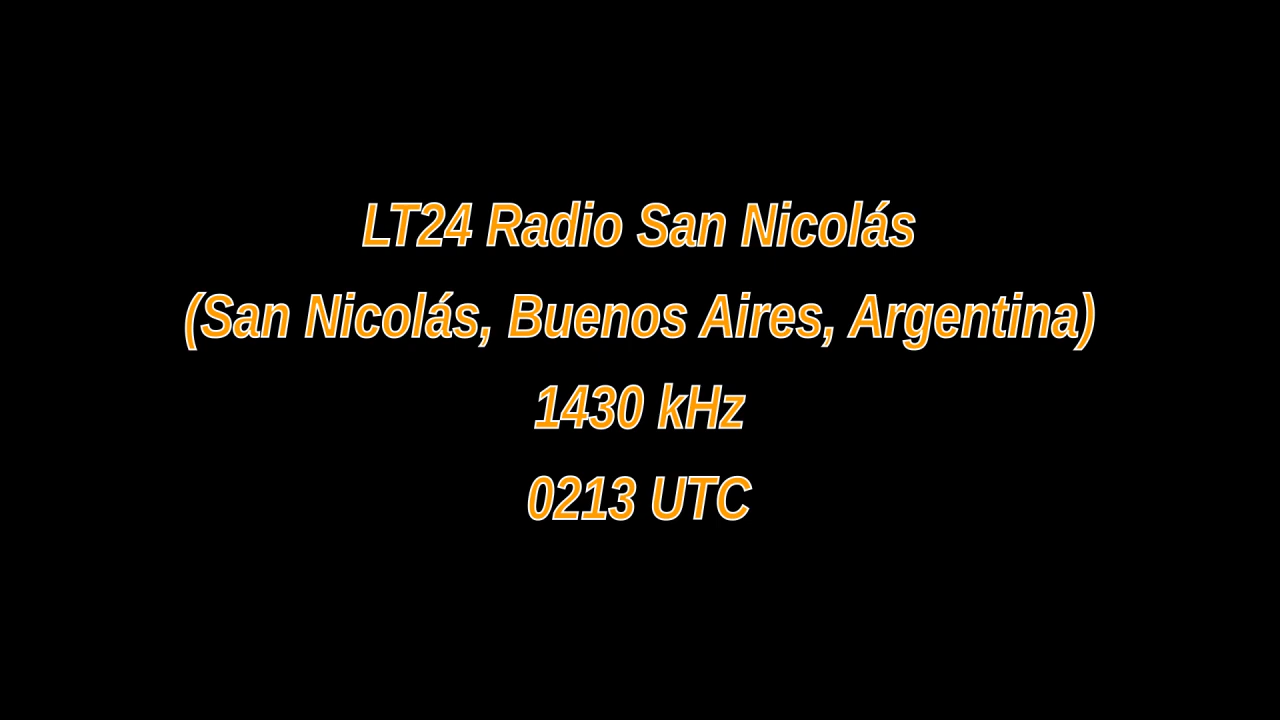 LT24 Radio San Nicolás
(San Nicolás, Buenos Aires, Argentina)
1430 kHz
0213 UTC